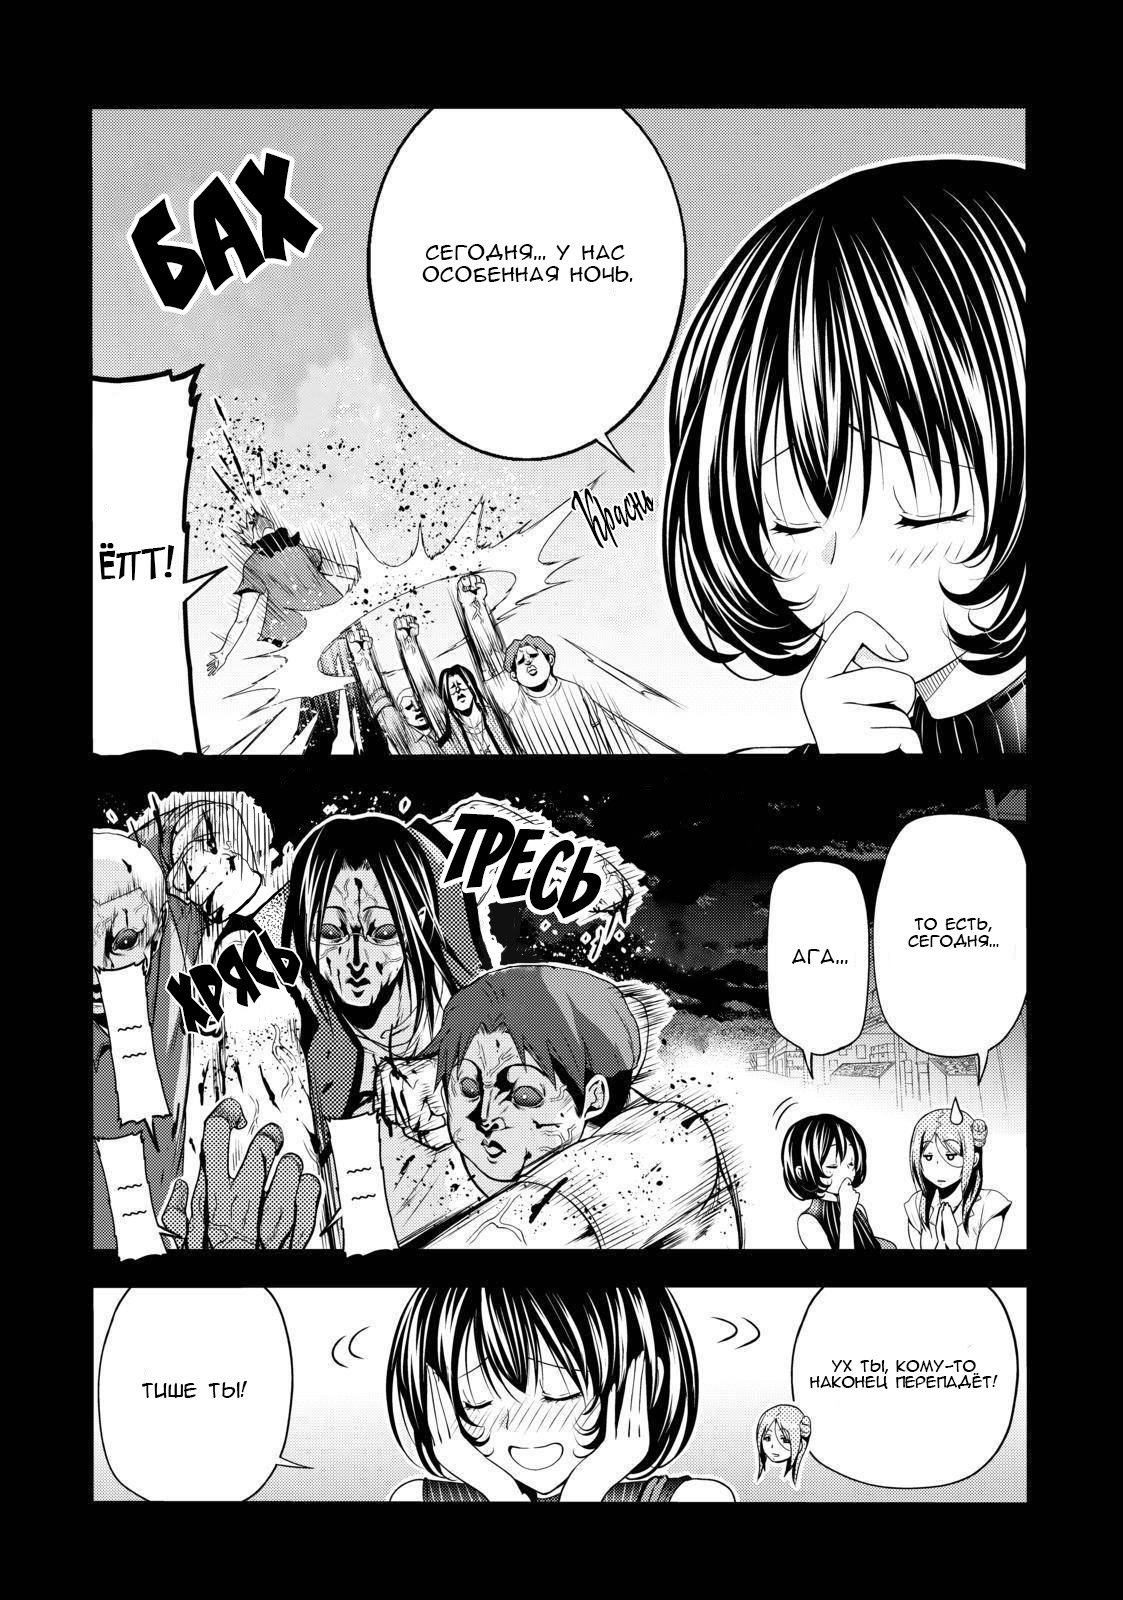 СЕГОДНЯ... У НАС
ОСОБЕННАЯ НОЧЬ.
БАХ
Краснь
ЁПТ!
ТО ЕСТЬ,
СЕГОДНЯ...
АГА...
ТРЕСЬ
ХРЯСЬ
УХ ТЫ, КОМУ-ТО
НАКОНЕЦ ПЕРЕПАДЁТ!
ТИШЕ ТЫ!